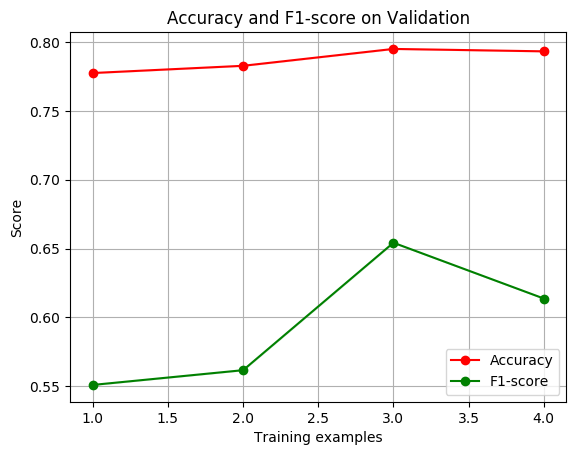 Accuracy and F1-score on Validation
0.80
0.75
0.70
0.65
0.60
0.55
Score
1.0 1.5 2.0 2.5 3.0 3.5 4.0
Training examples
Accuracy
F1-score